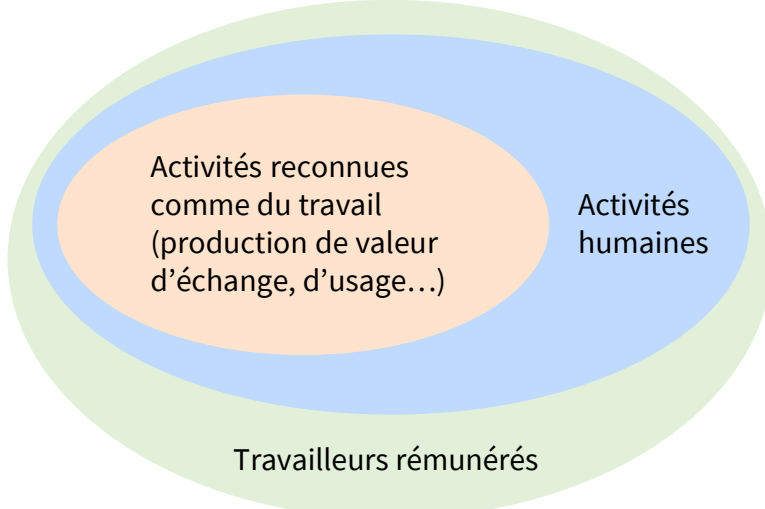 Activités reconnues
comme du travail
(production de valeur
d’échange, d’usage…)
Activités
humaines
Travailleurs rémunérés